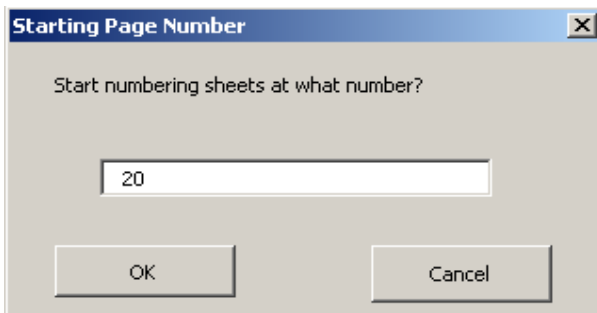 Starting Page Number
Start numbering sheets at what number?
20
OK
Cancel